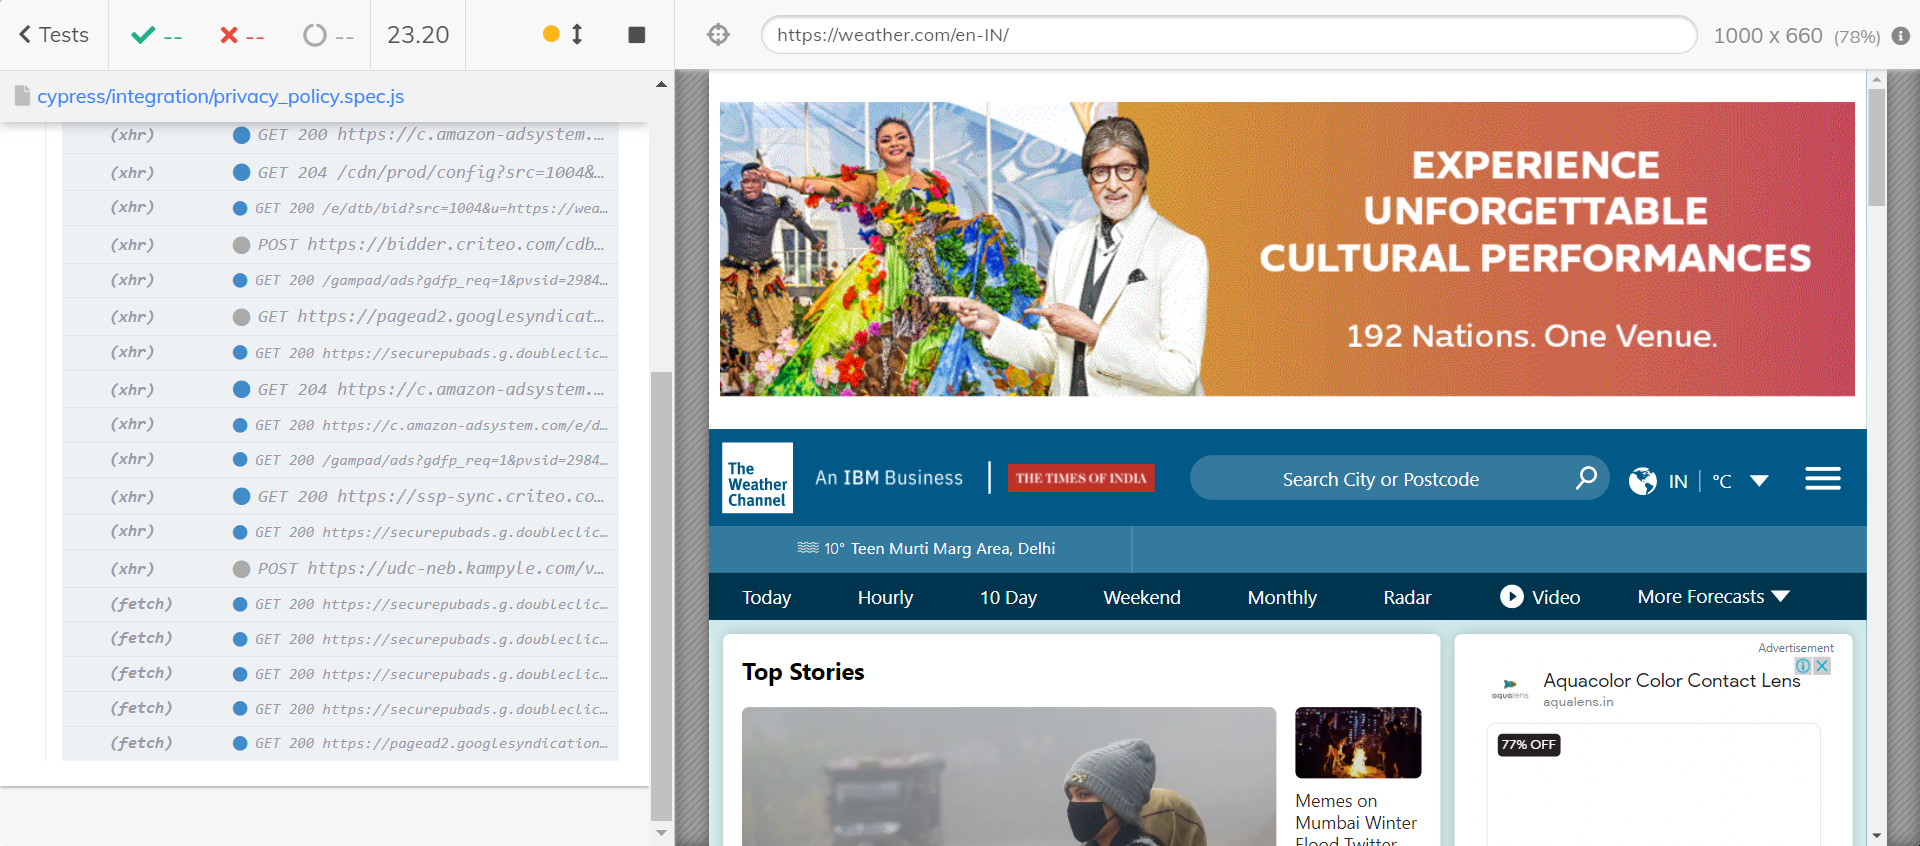 Tests
--
--
--
23.20
https://weather.com/en-IN/
1000 x 660 (78%)
cypress/integration/privacy_policy.spec.js
(xhr) GET 200 https://c.amazon-adsystem.…
(xhr) GET 204 /cdn/prod/config?src=1004&…
(xhr) GET 200 /e/dtb/bid?src=1004&u=https://wea…
(xhr) POST https://bidder.criteo.com/cdb…
(xhr) GET 200 /gampad/ads?gdfp_req=1&pvsid=2984…
(xhr) GET https://pagead2.googlesyndicat…
(xhr) GET 200 https://securepubads.g.doubleclic…
(xhr) GET 204 https://c.amazon-adsystem.…
(xhr) GET 200 https://c.amazon-adsystem.com/e/d…
(xhr) GET 200 /gampad/ads?gdfp_req=1&pvsid=2984…
(xhr) GET 200 https://ssp-sync.criteo.co…
(xhr) GET 200 https://securepubads.g.doubleclic…
(xhr) POST https://udc-neb.kampyle.com/v…
(fetch) GET 200 https://securepubads.g.doubleclic…
(fetch) GET 200 https://securepubads.g.doubleclic…
(fetch) GET 200 https://securepubads.g.doubleclic…
(fetch) GET 200 https://securepubads.g.doubleclic…
(fetch) GET 200 https://pagead2.googlesyndication…
EXPERIENCE
UNFORGETTABLE
CULTURAL PERFORMANCES
192 Nations. One Venue.
The
Weather
Channel
An IBM Business
THE TIMES OF INDIA
Search City or Postcode
IN
°C
10° Teen Murti Marg Area, Delhi
Today
Hourly
10 Day
Weekend
Monthly
Radar
Video
More Forecasts
Top Stories
Memes on
Mumbai Winter
Flood Twitter
Advertisement
aqualens
Aquacolor Color Contact Lens
aqualens.in
77% OFF